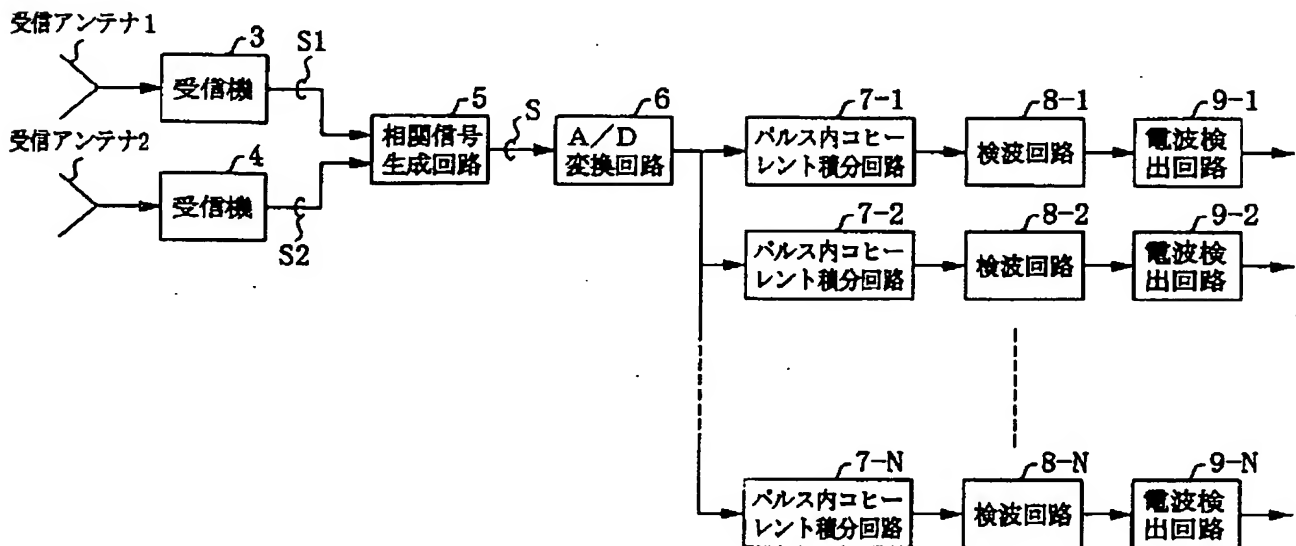 受信アンテナ1
3
受信機
S1
受信アンテナ2
4
受信機
S2
5
相関信号
生成回路
S
6
A/D
変換回路
7-1
パルス内コヒー
レント積分回路
8-1
検波回路
9-1
電波検
出回路
7-2
パルス内コヒー
レント積分回路
8-2
検波回路
9-2
電波検
出回路
7-N
パルス内コヒー
レント積分回路
8-N
検波回路
9-N
電波検
出回路